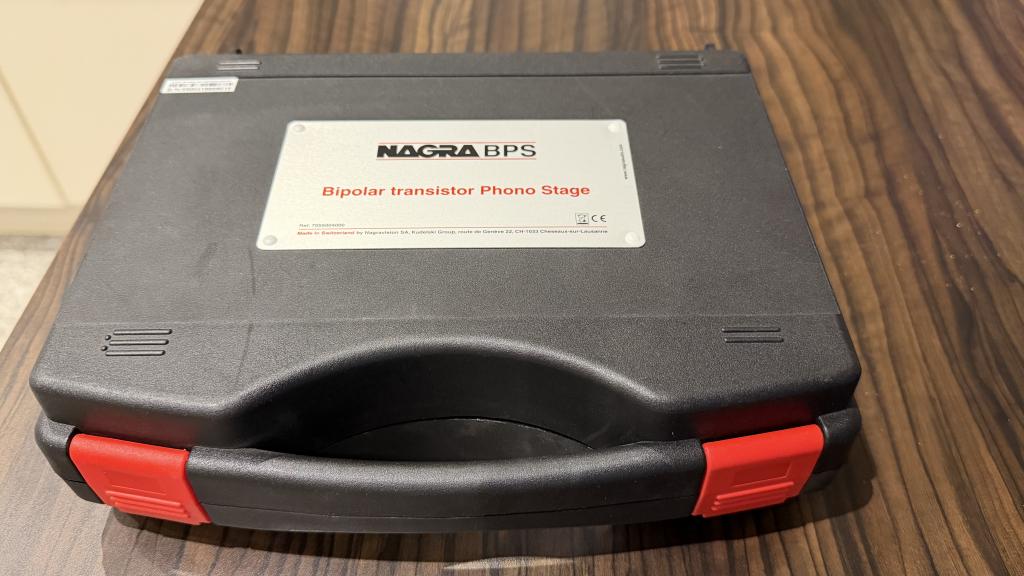 NAGRA BPS
Bipolar transistor Phono Stage
Made in Switzerland by Nagravision SA, Kudelski Group, route de Genève 22, CH-1033 Cheseaux-sur-Lausanne
CE